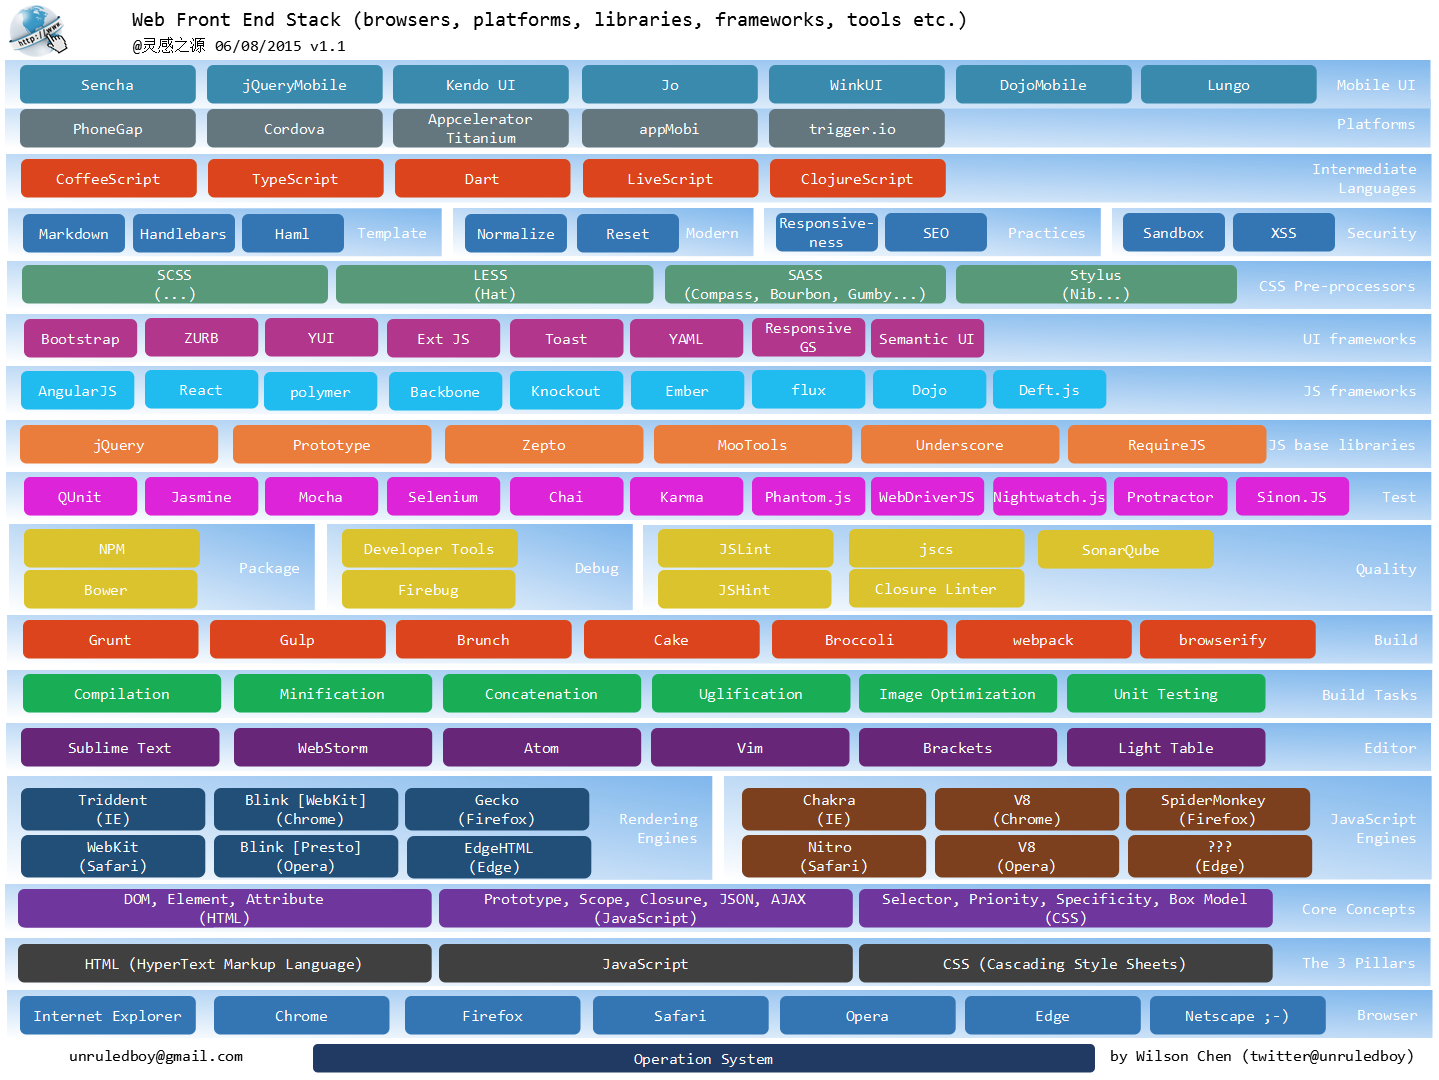 http://www
Web Front End Stack (browsers, platforms, libraries, frameworks, tools etc.)
@灵感之源 06/08/2015 v1.1
Sencha
jQueryMobile
Kendo UI
Jo
WinkUI
DojoMobile
Lungo
Mobile UI
PhoneGap
Cordova
Appcelerator
Titanium
appMobi
trigger.io
Platforms
CoffeeScript
TypeScript
Dart
LiveScript
ClojureScript
Intermediate
Languages
Markdown
Handlebars
Haml
Template
Normalize
Reset
Modern
Responsive-
ness
SEO
Practices
Sandbox
XSS
Security
SCSS
(...)
LESS
(Hat)
SASS
(Compass, Bourbon, Gumby...)
Stylus
(Nib...)
CSS Pre-processors
Bootstrap
ZURB
YUI
Ext JS
Toast
YAML
Responsive
GS
Semantic UI
UI frameworks
AngularJS
React
polymer
Backbone
Knockout
Ember
flux
Dojo
Deft.js
JS frameworks
jQuery
Prototype
Zepto
MooTools
Underscore
RequireJS
JS base libraries
QUnit
Jasmine
Mocha
Selenium
Chai
Karma
Phantom.js
WebDriverJS
Nightwatch.js
Protractor
Sinon.JS
Test
NPM
Bower
Package
Developer Tools
Firebug
Debug
JSLint
jscs
SonarQube
JSHint
Closure Linter
Quality
Grunt
Gulp
Brunch
Cake
Broccoli
webpack
browserify
Build
Compilation
Minification
Concatenation
Uglification
Image Optimization
Unit Testing
Build Tasks
Sublime Text
WebStorm
Atom
Vim
Brackets
Light Table
Editor
Triddent
(IE)
Blink [WebKit]
(Chrome)
Gecko
(Firefox)
WebKit
(Safari)
Blink [Presto]
(Opera)
EdgeHTML
(Edge)
Rendering
Engines
Chakra
(IE)
V8
(Chrome)
SpiderMonkey
(Firefox)
Nitro
(Safari)
V8
(Opera)
???
(Edge)
JavaScript
Engines
DOM, Element, Attribute
(HTML)
Prototype, Scope, Closure, JSON, AJAX
(JavaScript)
Selector, Priority, Specificity, Box Model
(CSS)
Core Concepts
HTML (HyperText Markup Language)
JavaScript
CSS (Cascading Style Sheets)
The 3 Pillars
Internet Explorer
Chrome
Firefox
Safari
Opera
Edge
Netscape ;-)
Browser
unruledboy@gmail.com
Operation System
by Wilson Chen (twitter@unruledboy)